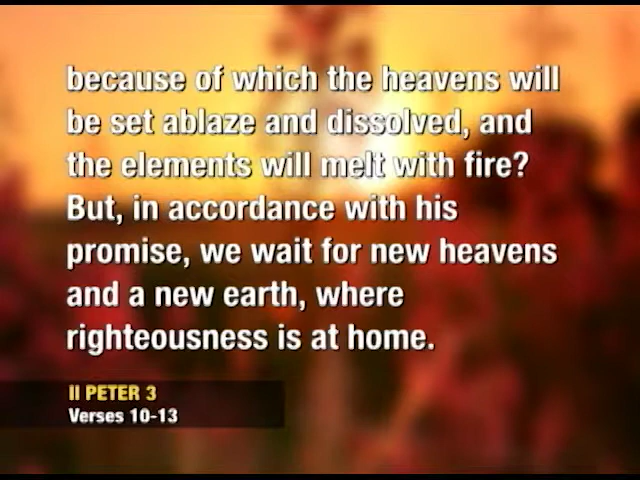 because of which the heavens will
be set ablaze and dissolved, and
the elements will melt with fire?
But, in accordance with his
promise, we wait for new heavens
and a new earth, where
righteousness is at home.
II PETER 3
Verses 10-13